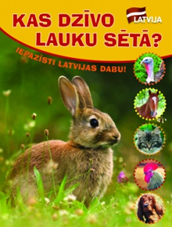 LATVIJA
KAS DZĪVO
LAUKU SĒTĀ?
IEPAZĪSTI LATVIJAS DABU!